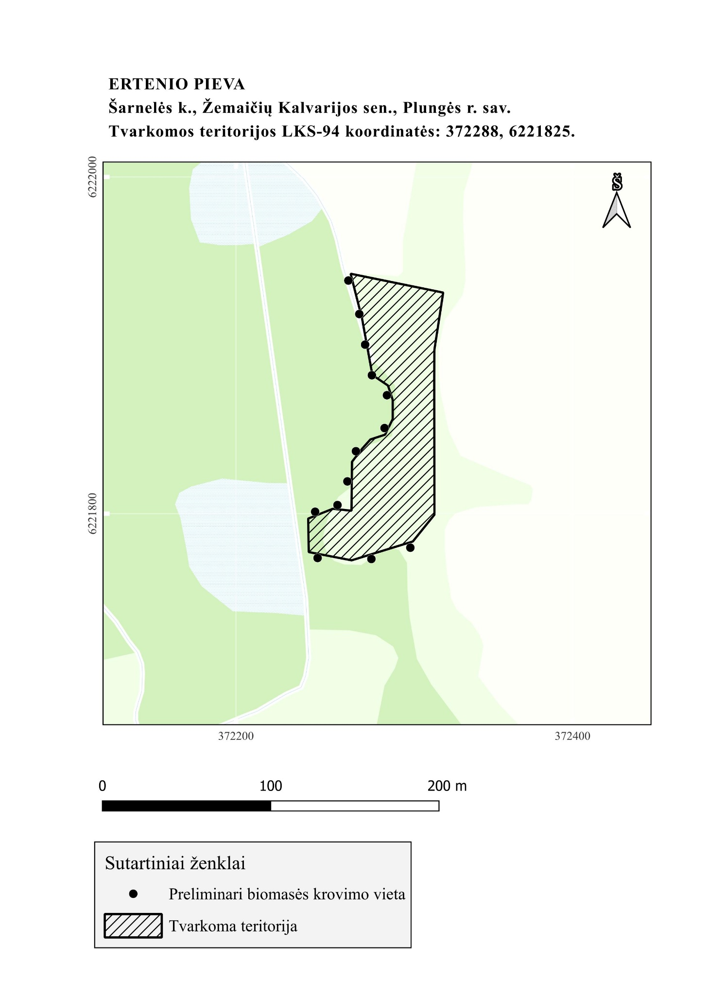 ERTENIO PIEVA
Šarnelės k., Žemaičių Kalvarijos sen., Plungės r. sav.
Tvarkomos teritorijos LKS-94 koordinatės: 372288, 6221825.
6222000
Š
6221800
372200
372400
0
100
200 m
Sutartiniai ženklai
Preliminari biomasės krovimo vieta
Tvarkoma teritorija